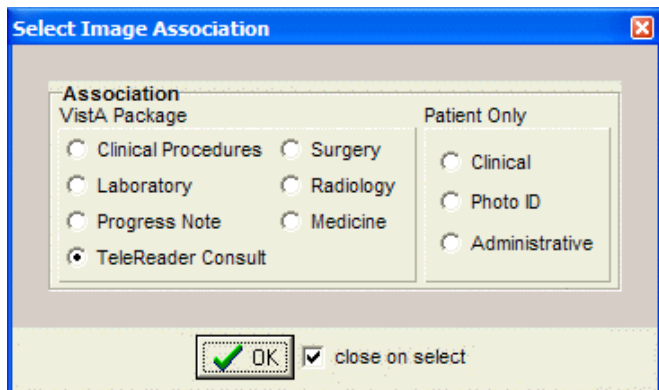 Select Image Association
Association
VistA Package Patient Only
Clinical Procedures Surgery Clinical
Laboratory Radiology Photo ID
Progress Note Medicine Administrative
TeleReader Consult
OK close on select